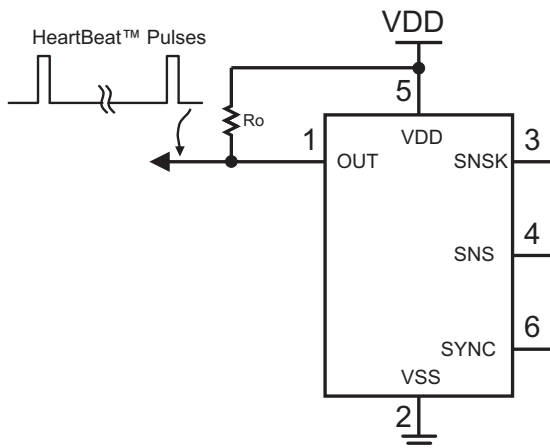 HeartBeat™ Pulses
VDD
Ro
5
1
VDD
3
OUT
SNSK
4
SNS
6
SYNC
VSS
2